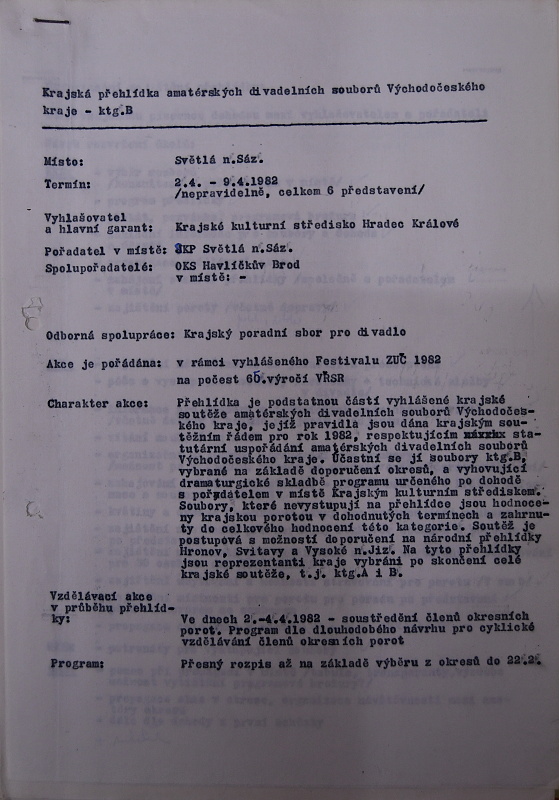 Krajská přehlídka amatérských divadelních souborů Východočeského
kraje - ktg.B
Místo: Světlá n.Sáz.
Termín: 2.4. - 9.4.1982
/nepravidelně, celkem 6 představení/
Vyhlašovatel
a hlavní garant: Krajské kulturní středisko Hradec Králové
Pořadatel v místě: SKP Světlá n.Sáz.
Spolupořadatelé: OKS Havlíčkův Brod
v místě: -
Odborná spolupráce: Krajský poradní sbor pro divadlo
Akce je pořádána: v rámci vyhlášeného Festivalu ZUČ 1982
na počest 65.výročí VŘSR
Charakter akce: Přehlídka je podstatnou částí vyhlášené krajské
soutěže amatérských divadelních souborů Východočes-
kého kraje, jejíž pravidla jsou dána krajským sou-
těžním řádem pro rok 1982, respektujícím sta-
tutární uspořádání amatérských divadelních souborů
Východočeského kraje. Účastní se jí soubory ktg.B,
vybrané na základě doporučení okresů, a vyhovující
dramaturgické skladbě programu určeného po dohodě
s pořadatelem v místě Krajským kulturním střediskem.
Soubory, které nevystupují na přehlídce jsou hodnoce-
ny krajskou porotou v dohodnutých termínech a zahrnu-
ty do celkového hodnocení této kategorie. Soutěž je
postupová s možností doporučení na národní přehlídky
Hronov, Svitavy a Vysoké n.Jiz. Na tyto přehlídky
jsou reprezentanti kraje vybráni po skončení celé
krajské soutěže, t.j. ktg.A i B.
Vzdělávací akce
v průběhu přehlíd-
ky: Ve dnech 2.-4.4.1982 - soustředění členů okresních
porot. Program dle dlouhodobého návrhu pro cyklické
vzdělávání členů okresních porot
Program: Přesný rozpis až na základě výběru z okresů do 22.2.